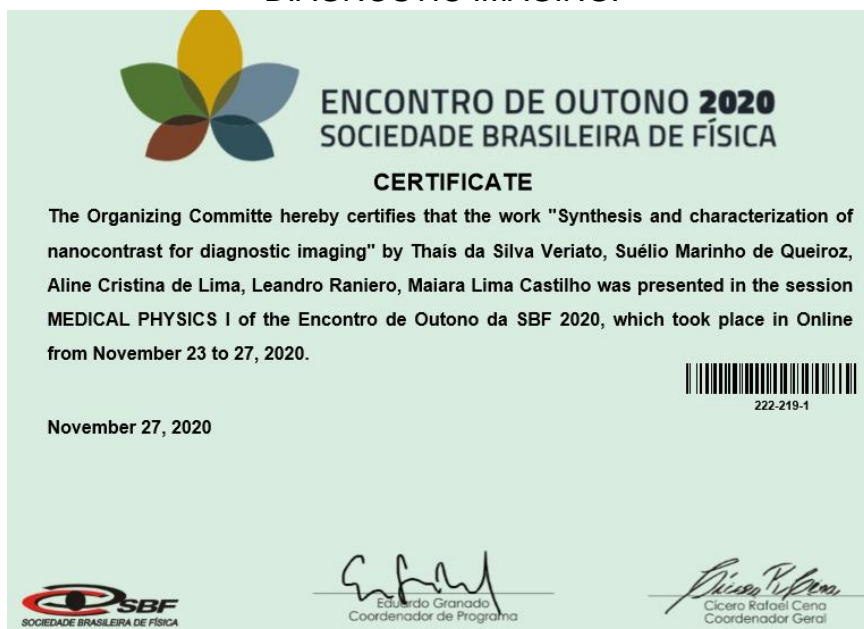 DIAGNOSTIC IMAGING.
ENCONTRO DE OUTONO 2020
SOCIEDADE BRASILEIRA DE FÍSICA
CERTIFICATE
The Organizing Committe hereby certifies that the work "Synthesis and characterization of
nanocontrast for diagnostic imaging" by Thaís da Silva Veriato, Suélio Marinho de Queiroz,
Aline Cristina de Lima, Leandro Raniero, Maiara Lima Castilho was presented in the session
MEDICAL PHYSICS I of the Encontro de Outono da SBF 2020, which took place in Online
from November 23 to 27, 2020.
222-219-1
November 27, 2020
SBF
SOCIEDADE BRASILEIRA DE FÍSICA
Eduardo Granado
Coordenador de Programa
Cícero Rafael Cena
Coordenador Geral